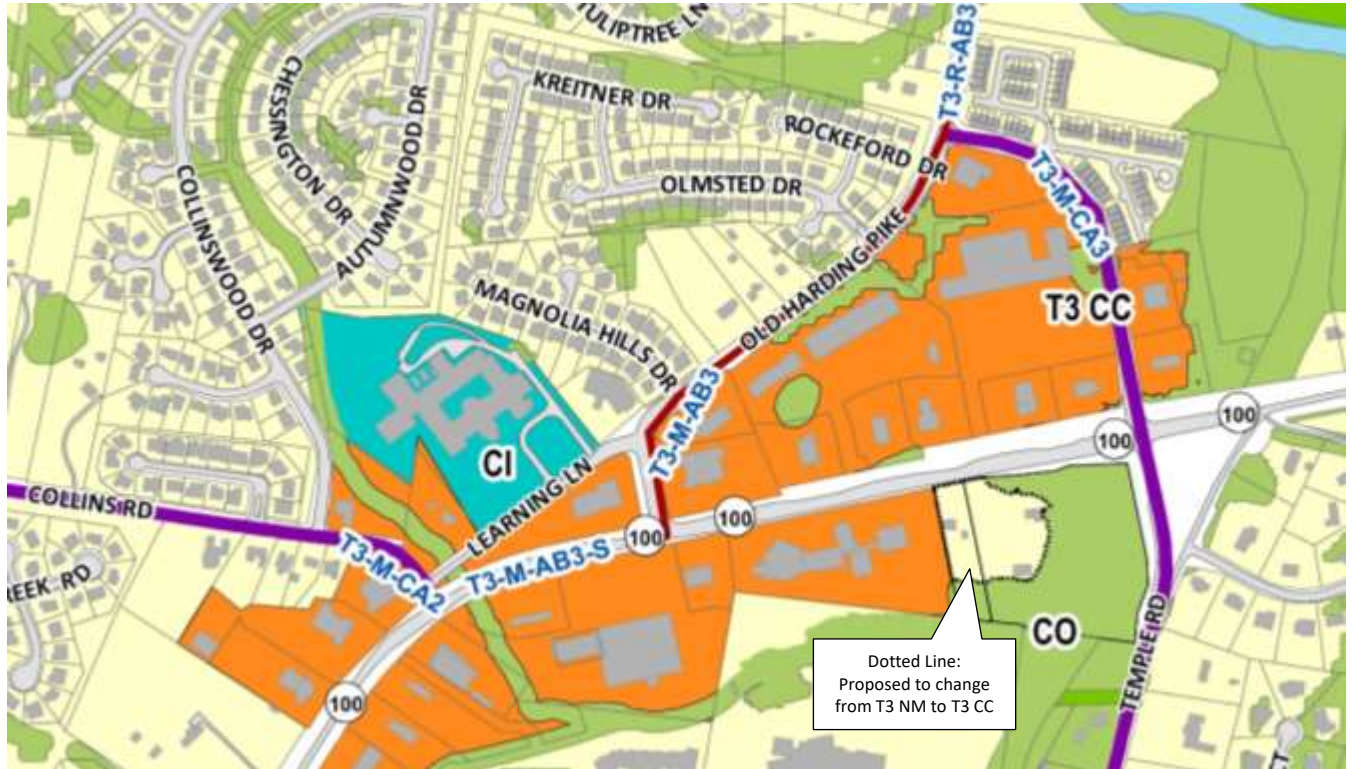 TULIPTREE LN
T3-R-AB3
CHESSINGTON DR
AUTUMNWOOD DR
KREITNER DR
ROCKEFORD DR
OLMSTED DR
COLLINSWOOD DR
T3-M-CA3
OLD HARDING PIKE
MAGNOLIA HILLS DR
T3 CC
T3-M-AB3
100
100
CI
LEARNING LN
COLLINS RD
100
100
T3-M-AB3-S
T3-M-CA2
EEK RD
CO
TEMPLE RD
Dotted Line:
Proposed to change
from T3 NM to T3 CC
100
CT